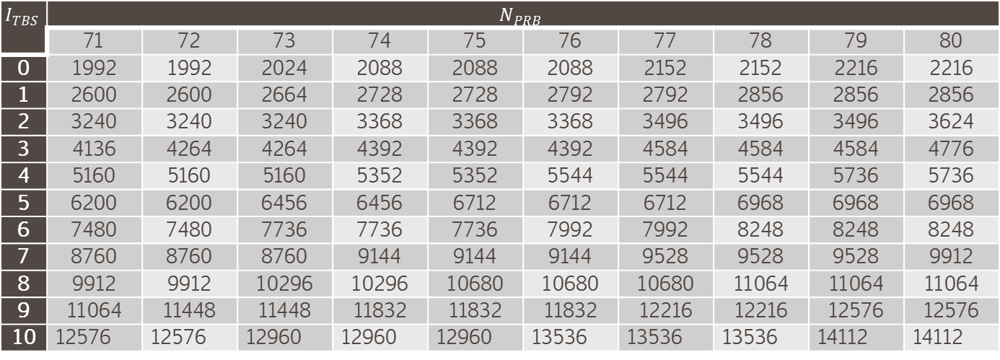 I_TBS N_PRB
71 72 73 74 75 76 77 78 79 80
0 1992 1992 2024 2088 2088 2088 2152 2152 2216 2216
1 2600 2600 2664 2728 2728 2792 2792 2856 2856 2856
2 3240 3240 3240 3368 3368 3368 3496 3496 3496 3624
3 4136 4264 4264 4392 4392 4392 4584 4584 4584 4776
4 5160 5160 5160 5352 5352 5544 5544 5544 5736 5736
5 6200 6200 6456 6456 6712 6712 6712 6968 6968 6968
6 7480 7480 7736 7736 7736 7992 7992 8248 8248 8248
7 8760 8760 8760 9144 9144 9144 9528 9528 9528 9912
8 9912 9912 10296 10296 10680 10680 10680 11064 11064 11064
9 11064 11448 11448 11832 11832 11832 12216 12216 12576 12576
10 12576 12576 12960 12960 12960 13536 13536 13536 14112 14112